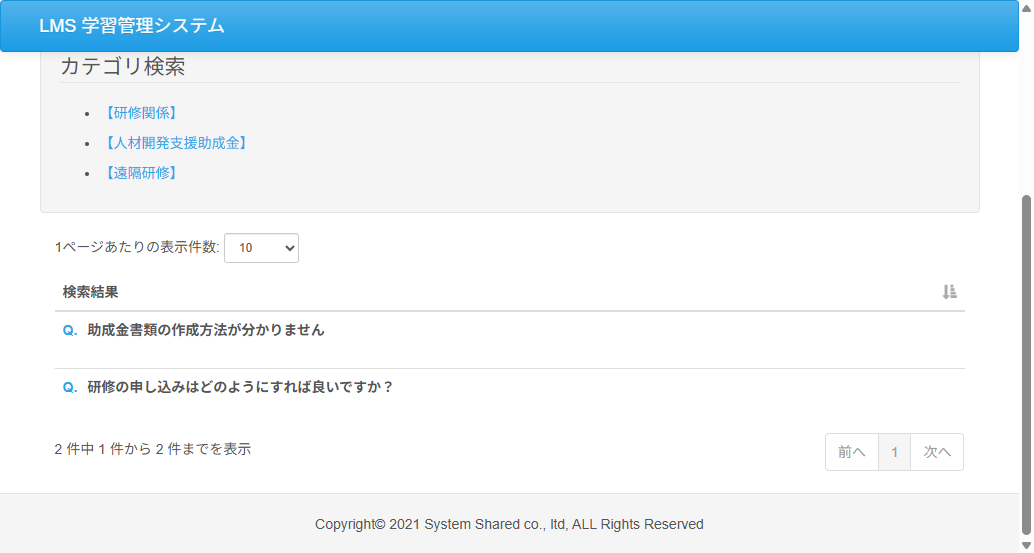 LMS 学習管理システム
カテゴリ検索
【研修関係】
【人材開発支援助成金】
【遠隔研修】
1ページあたりの表示件数: 10
検索結果
Q. 助成金書類の作成方法が分かりません
Q. 研修の申し込みはどのようにすれば良いですか？
2 件中 1 件から 2 件までを表示
前へ 1 次へ
Copyright© 2021 System Shared co., ltd, ALL Rights Reserved